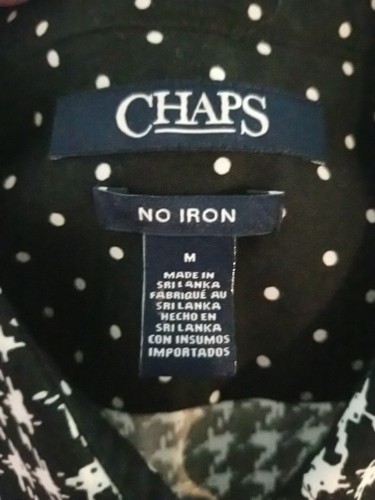 CHAPS
NO IRON
M
MADE IN
SRI LANKA
FABRIQUÉ AU
SRI LANKA
HECHO EN
SRI LANKA
CON INSUMOS
IMPORTADOS